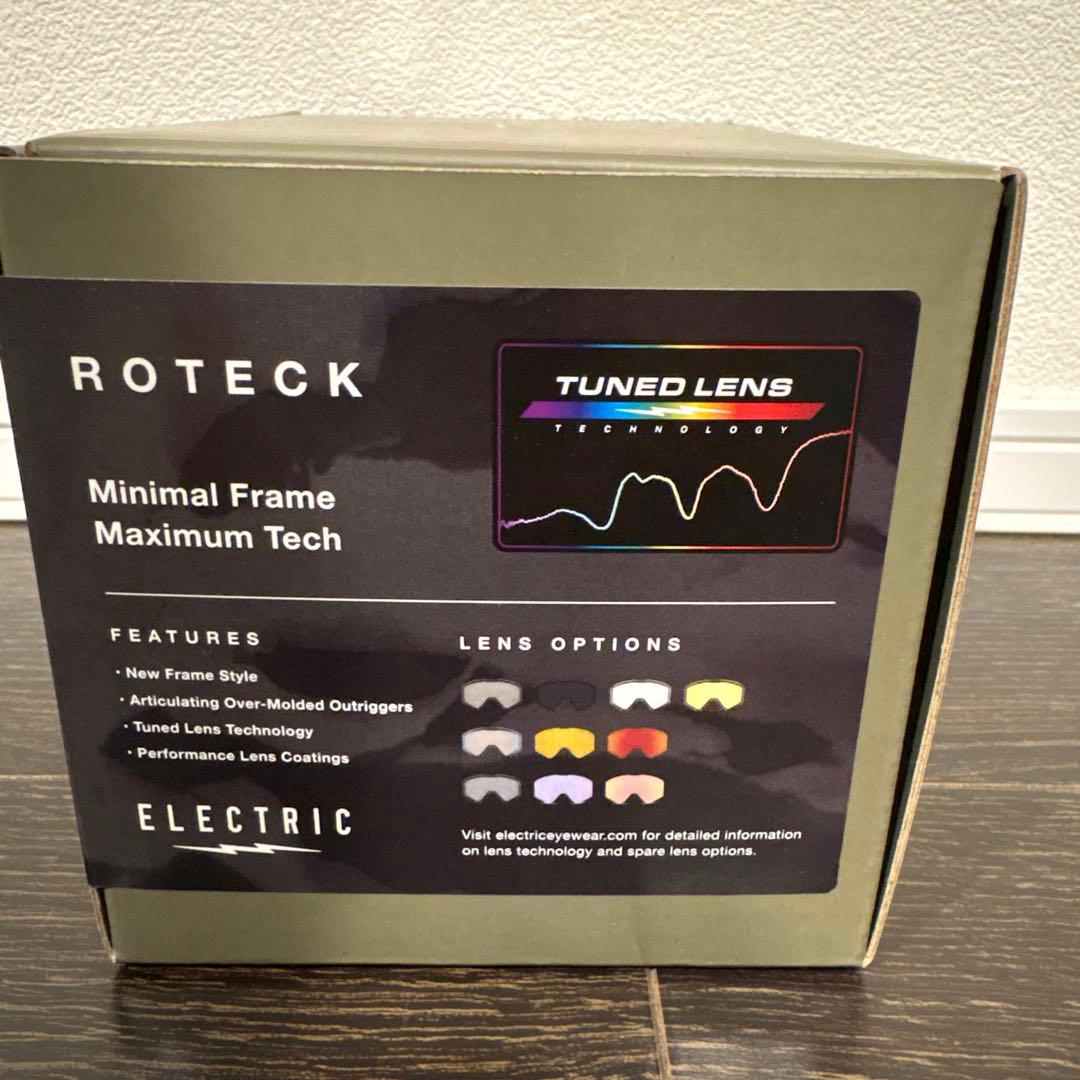 ROTECK
TUNED LENS
TECHNOLOGY
Minimal Frame
Maximum Tech
FEATURES
· New Frame Style
· Articulating Over-Molded Outriggers
· Tuned Lens Technology
· Performance Lens Coatings
ELECTRIC
LENS OPTIONS
Visit electriceyewear.com for detailed information
on lens technology and spare lens options.